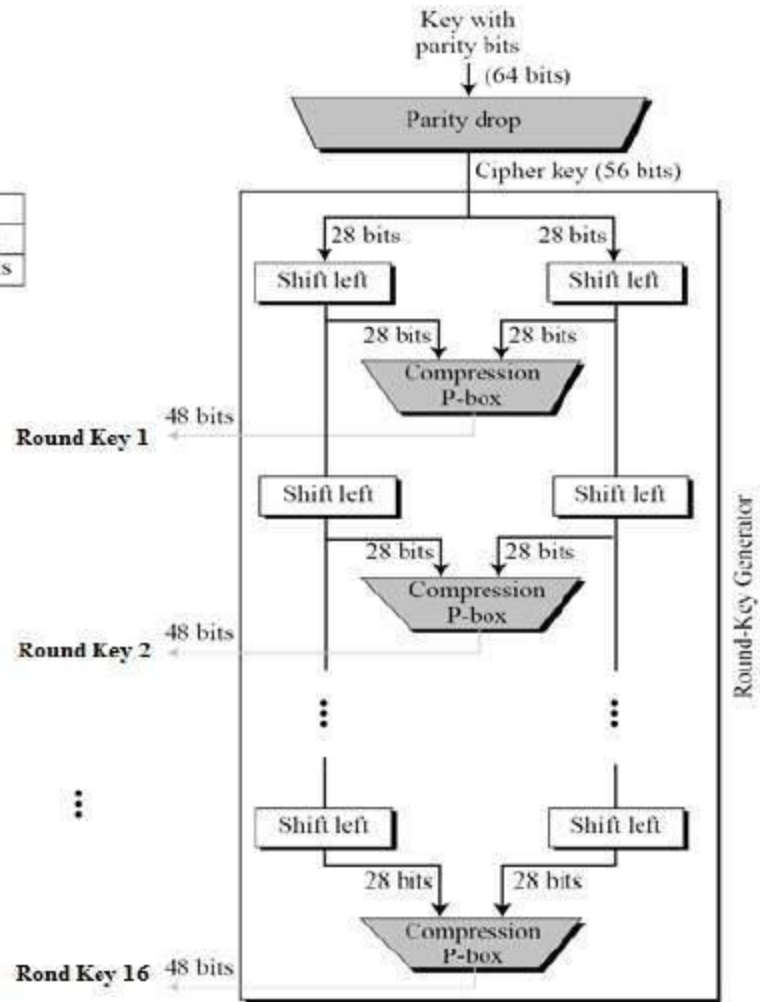 Key with
parity bits
(64 bits)
Parity drop
Cipher key (56 bits)
28 bits
28 bits
Shift left
Shift left
28 bits
28 bits
Compression
P-box
48 bits
Round Key 1
Shift left
Shift left
28 bits
28 bits
Compression
P-box
48 bits
Round Key 2
Round-Key Generator
Shift left
Shift left
28 bits
28 bits
Compression
P-box
48 bits
Rond Key 16